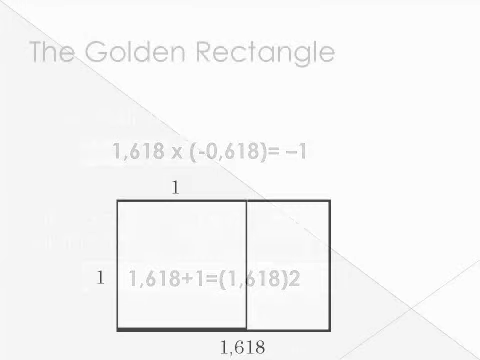 The Golden Rectangle
1,618 x (-0,618)= –1
1
1 1,618+1=(1,618)2
1,618